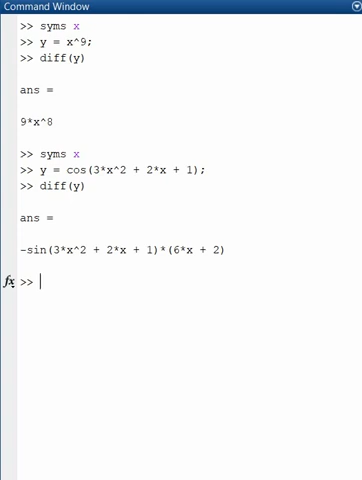 Command Window
>> syms x
>> y = x^9;
>> diff(y)
ans =
9*x^8
>> syms x
>> y = cos(3*x^2 + 2*x + 1);
>> diff(y)
ans =
-sin(3*x^2 + 2*x + 1)*(6*x + 2)
fx >>